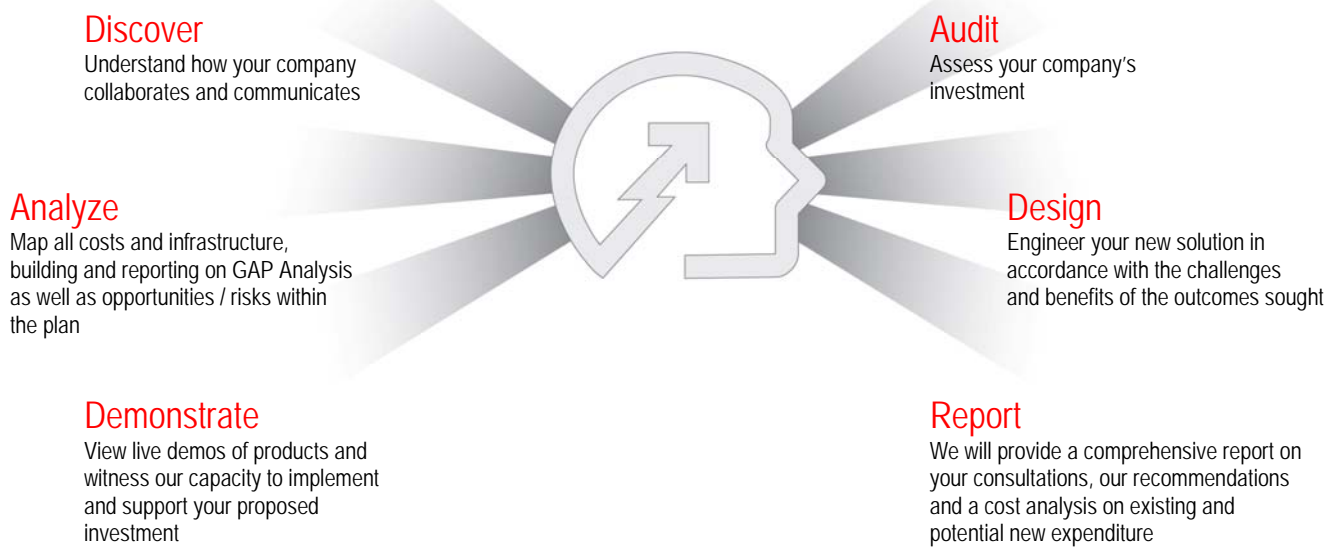 Discover
Understand how your company
collaborates and communicates
Audit
Assess your company's
investment
Analyze
Map all costs and infrastructure,
building and reporting on GAP Analysis
as well as opportunities / risks within
the plan
Design
Engineer your new solution in
accordance with the challenges
and benefits of the outcomes sought
Demonstrate
View live demos of products and
witness our capacity to implement
and support your proposed
investment
Report
We will provide a comprehensive report on
your consultations, our recommendations
and a cost analysis on existing and
potential new expenditure